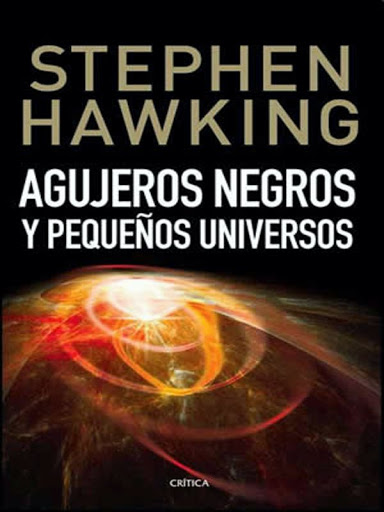 STEPHEN
HAWKING
AGUJEROS NEGROS
Y PEQUEÑOS UNIVERSOS
CRÍTICA